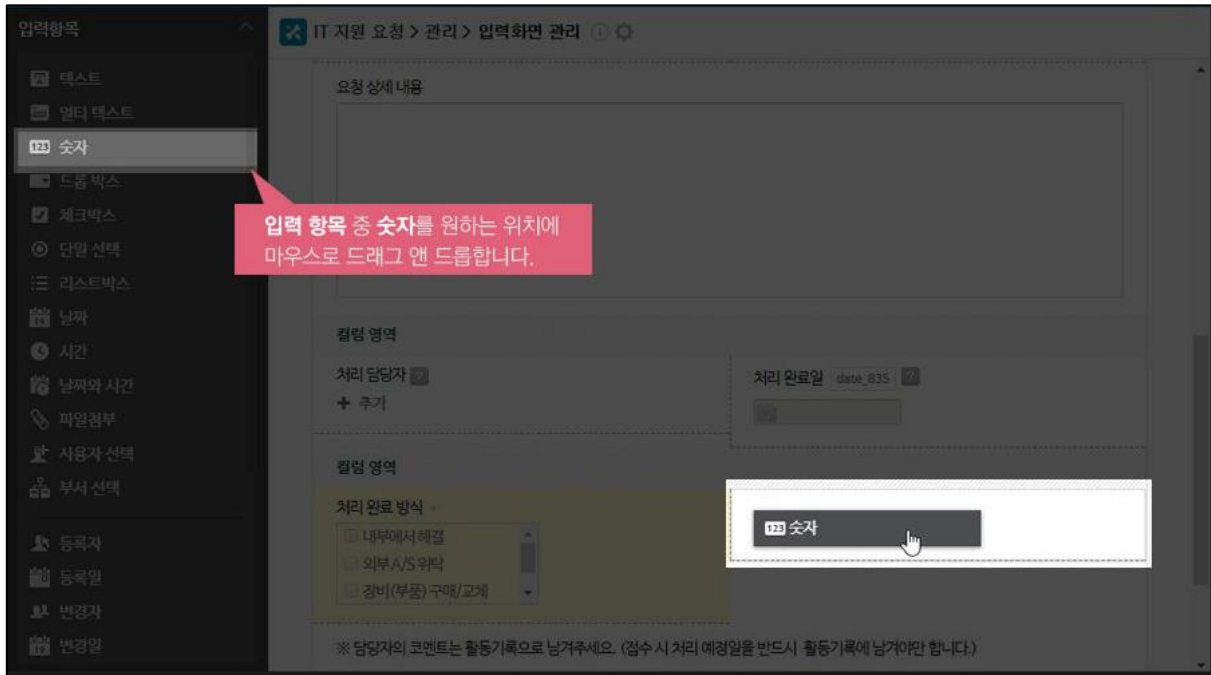 입력항목
텍스트
멀티 텍스트
123 숫자
드롭 박스
체크박스
단일 선택
리스트박스
날짜
시간
날짜와 시간
파일첨부
사용자 선택
부서 선택
등록자
등록일
변경자
변경일
IT 지원 요청 > 관리 > 입력화면 관리
요청 상세 내용
입력 항목 중 숫자를 원하는 위치에
마우스로 드래그 앤 드롭합니다.
컬럼 영역
처리 담당자 ?
+ 추가
처리 완료일 date_835 ?
컬럼 영역
처리 완료 방식
내부에서 해결
외부 A/S 위탁
장비(부품) 구매/교체
123 숫자
※ 담당자의 코멘트는 활동기록으로 남겨주세요. (접수 시 처리 예정일을 반드시 활동기록에 남겨야만 합니다.)